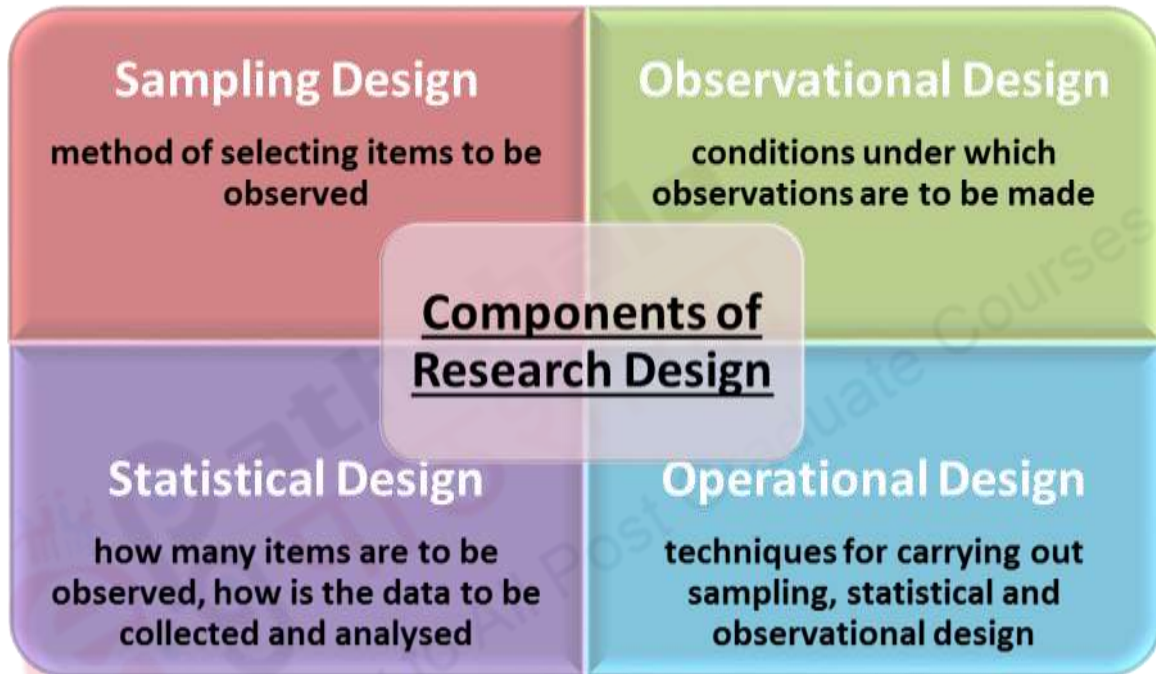 Sampling Design
method of selecting items to be
observed
Observational Design
conditions under which
observations are to be made
Components of
Research Design
Statistical Design
how many items are to be
observed, how is the data to be
collected and analysed
Operational Design
techniques for carrying out
sampling, statistical and
observational design